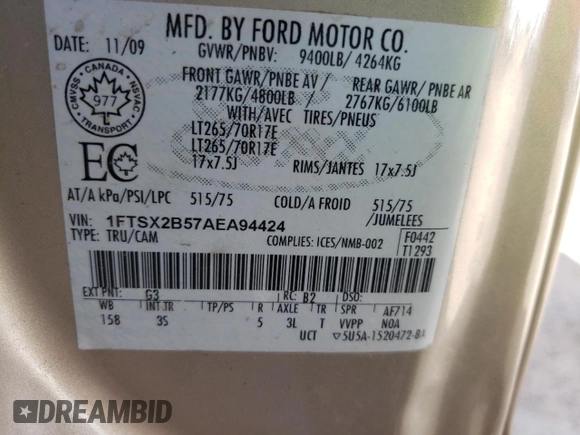 MFD. BY FORD MOTOR CO.
DATE: 11/09 GVWR/PNBV: 9400LB/ 4264KG
FRONT GAWR/ PNBE AV REAR GAWR/ PNBE AR
2177KG/4800LB 2767KG/6100LB
WITH/AVEC TIRES/PNEUS
LT265/70R17E
LT265/70R17E
17x7.5J RIMS/JANTES 17x7.5J
CMVSS CANADA NSVAC
977
TRANSPORT
EC
AT/A kPa/PSI/LPC 515/75 COLD/A FROID 515/75
/JUMELEES
VIN: 1FTSX2B57AEA94424
TYPE: TRU/CAM COMPLIES: ICES/NMB-002
F0442
T1293
EXT PNT: G3 RC: B2 DSO:
WB INT TR TP/PS R AXLE TR SPR AF714
158 3S 5 3L T VVPP NOA
UCT ▽5U5A-1520472-BA
DREAMBID